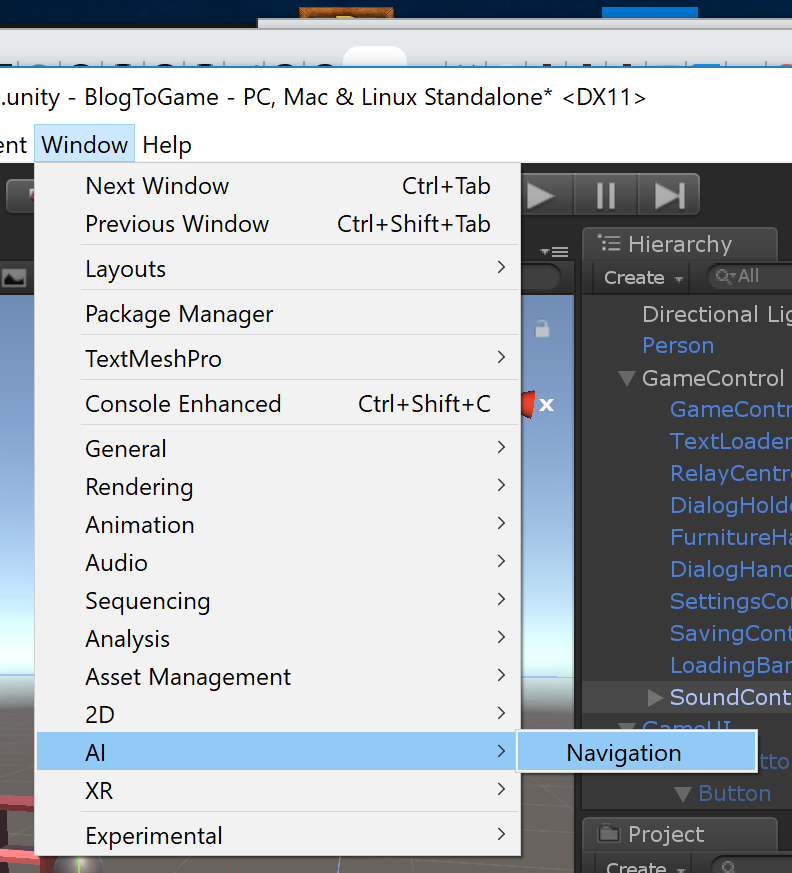 .unity - BlogToGame - PC, Mac & Linux Standalone* <DX11>
ent Window Help
Next Window Ctrl+Tab
Previous Window Ctrl+Shift+Tab
Layouts
Package Manager
TextMeshPro
Console Enhanced Ctrl+Shift+C
General
Rendering
Animation
Audio
Sequencing
Analysis
Asset Management
2D
AI
Navigation
XR
Experimental
x
Hierarchy
Create All
Directional Lig
Person
GameControl
GameContr
TextLoader
RelayCentr
DialogHold
FurnitureHa
DialogHand
SettingsCo
SavingCont
LoadingBar
SoundCont
GameUI
tto
Button
Project
Create